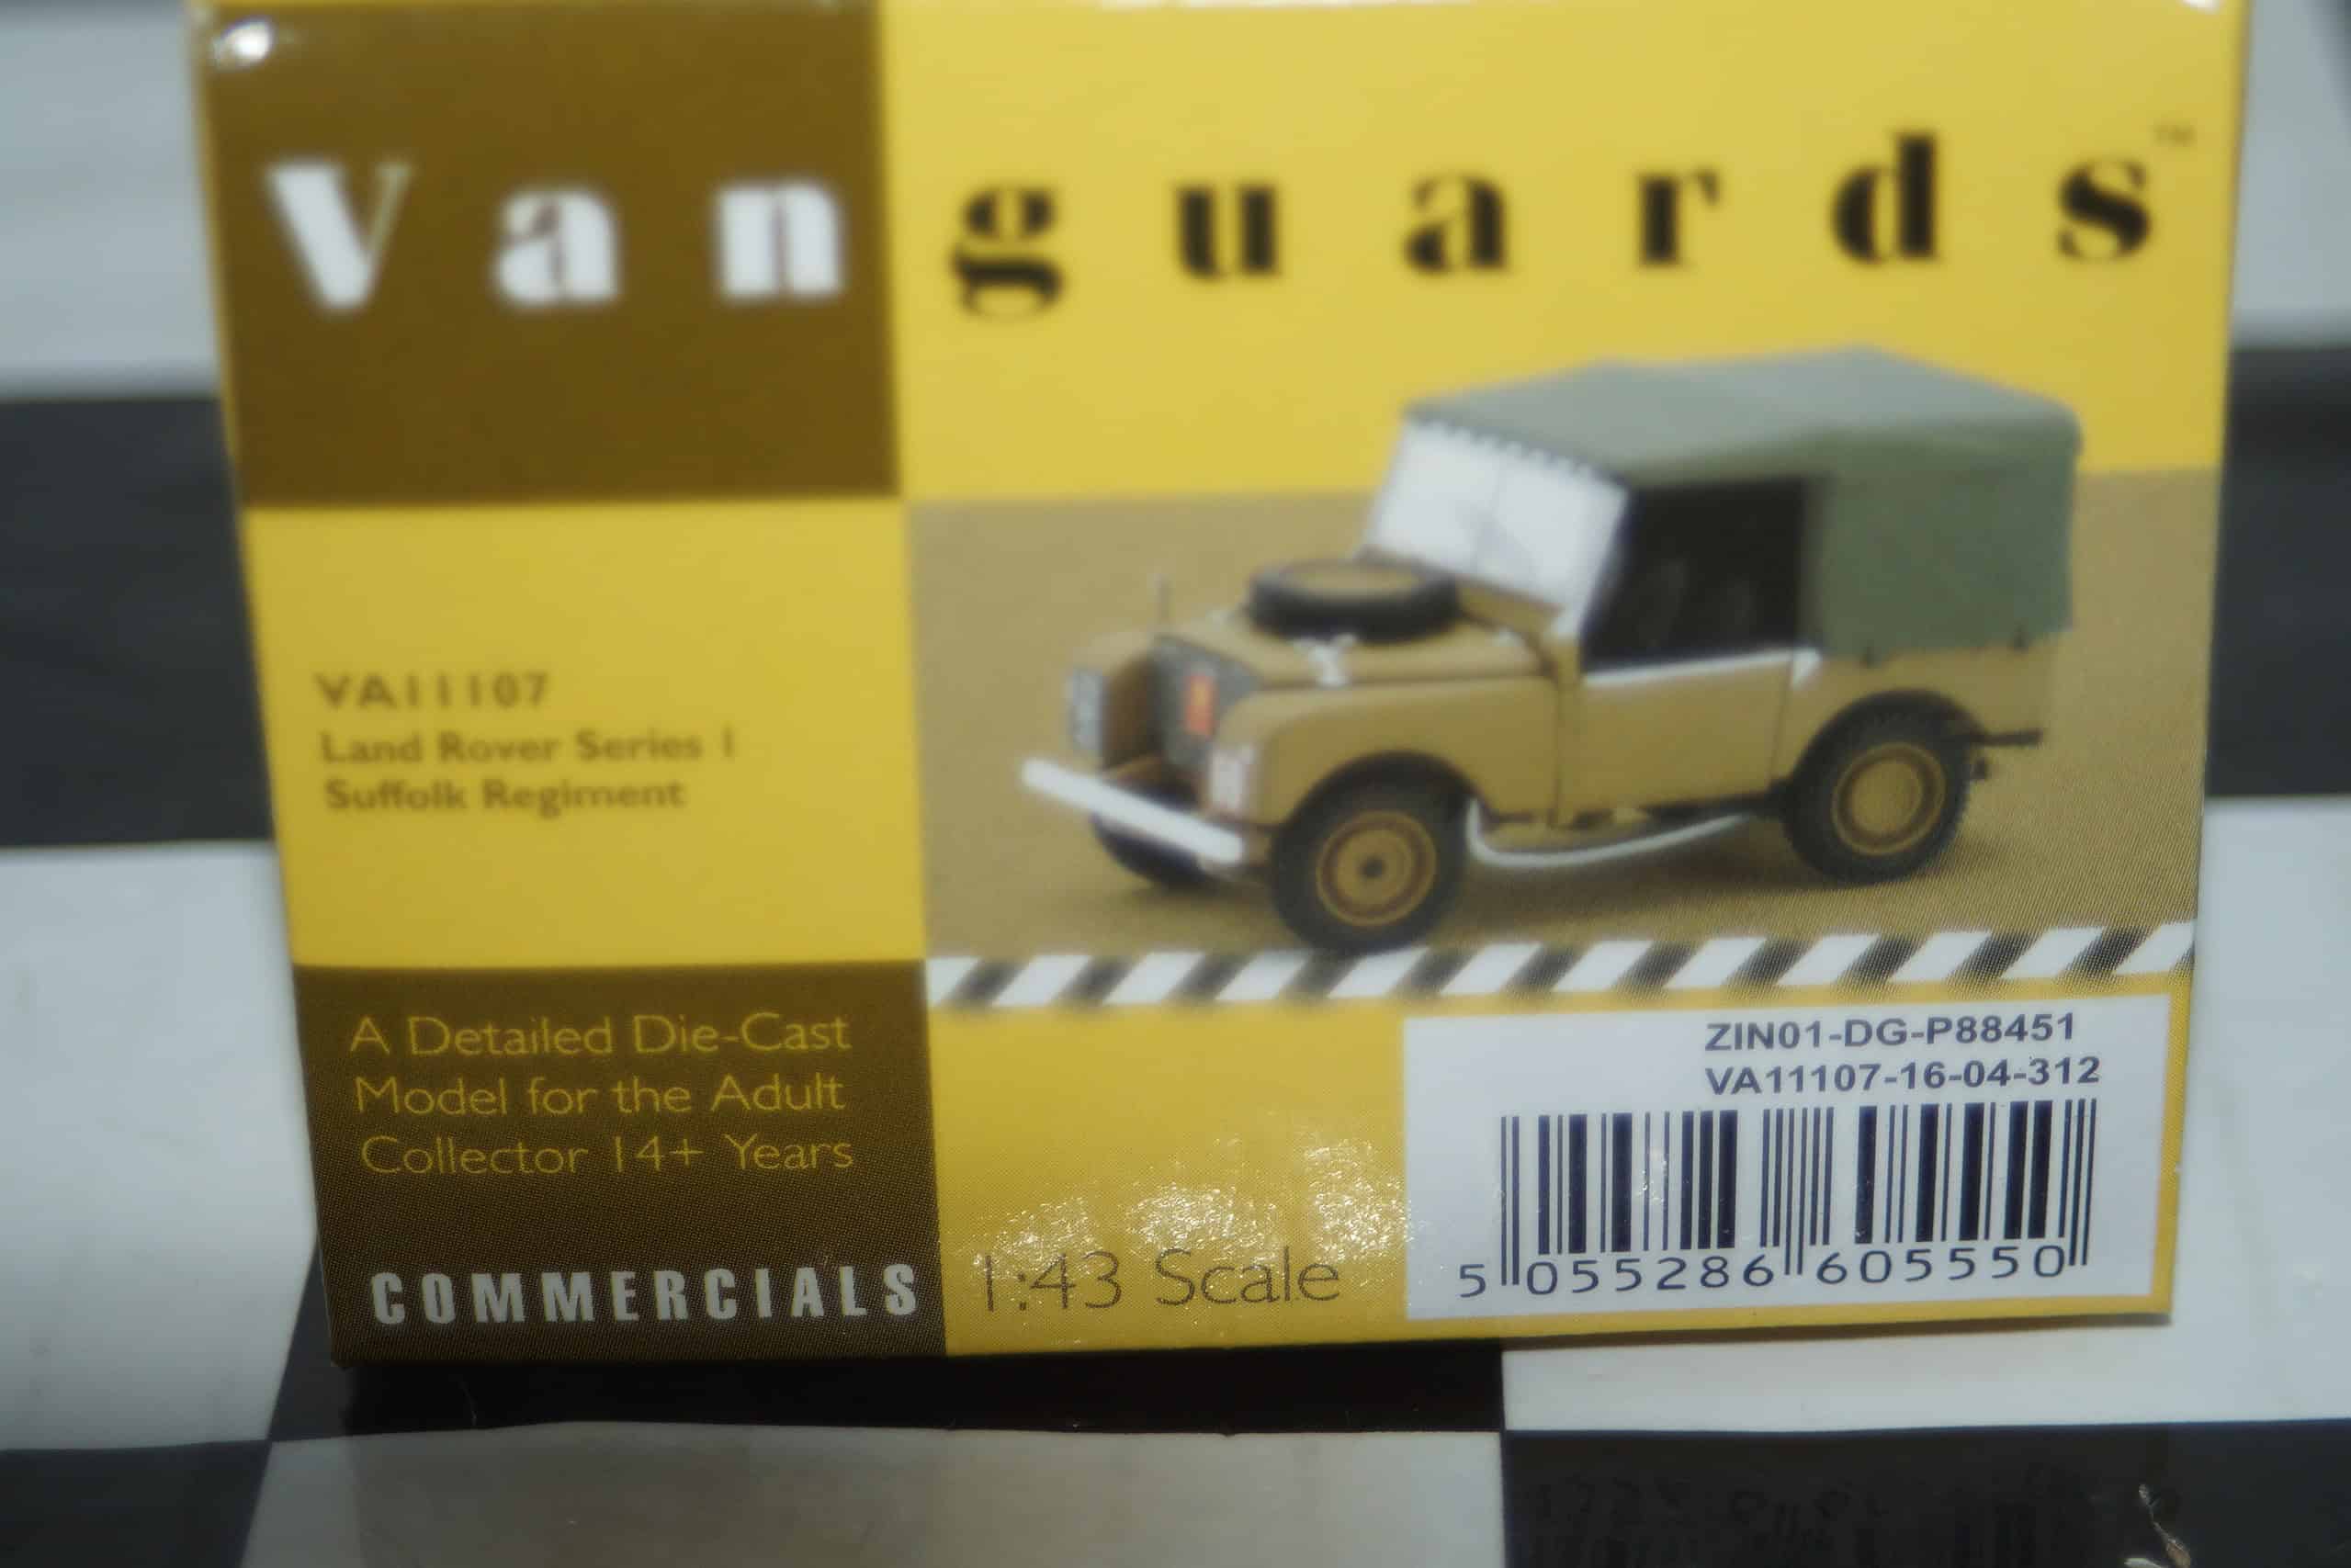 Vanguards™
VA11107
Land Rover Series 1
Suffolk Regiment
A Detailed Die-Cast
Model for the Adult
Collector 14+ Years
COMMERCIALS
1:43 Scale
ZIN01-DG-P88451
VA11107-16-04-312
5 055286 605550